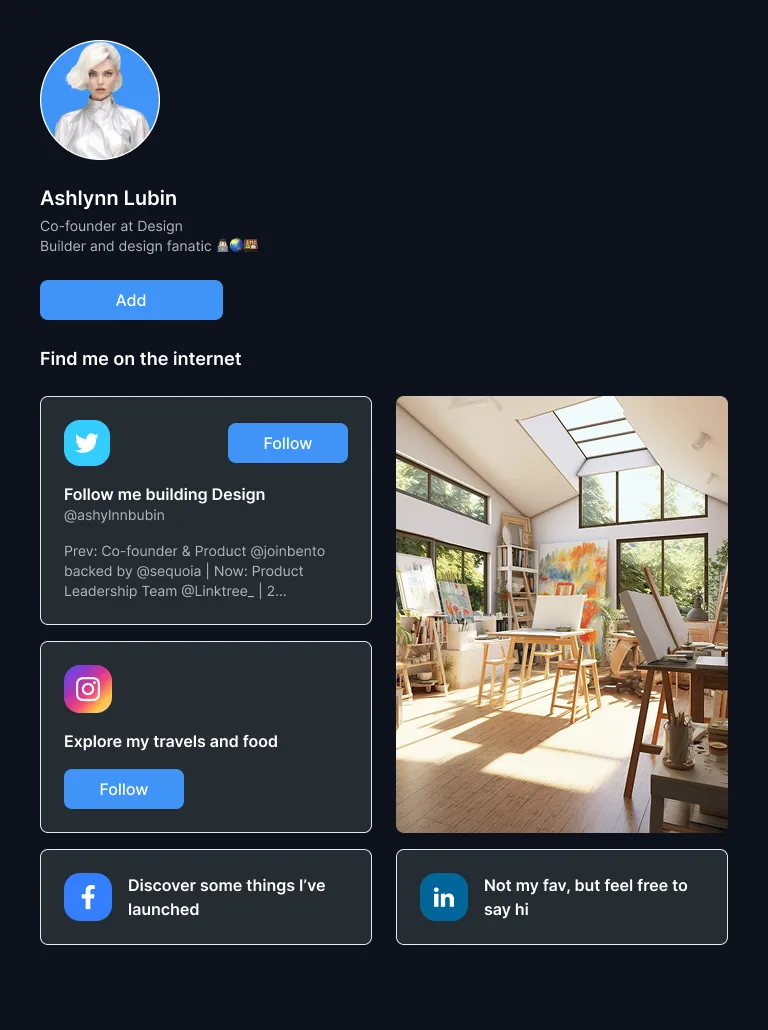 Ashlynn Lubin
Co-founder at Design
Builder and design fanatic
Add
Find me on the internet
Follow
Follow me building Design
@ashylnnbubin
Prev: Co-founder & Product @joinbento
backed by @sequoia | Now: Product
Leadership Team @Linktree_ | 2...
Explore my travels and food
Follow
Discover some things I’ve
launched
in
Not my fav, but feel free to
say hi